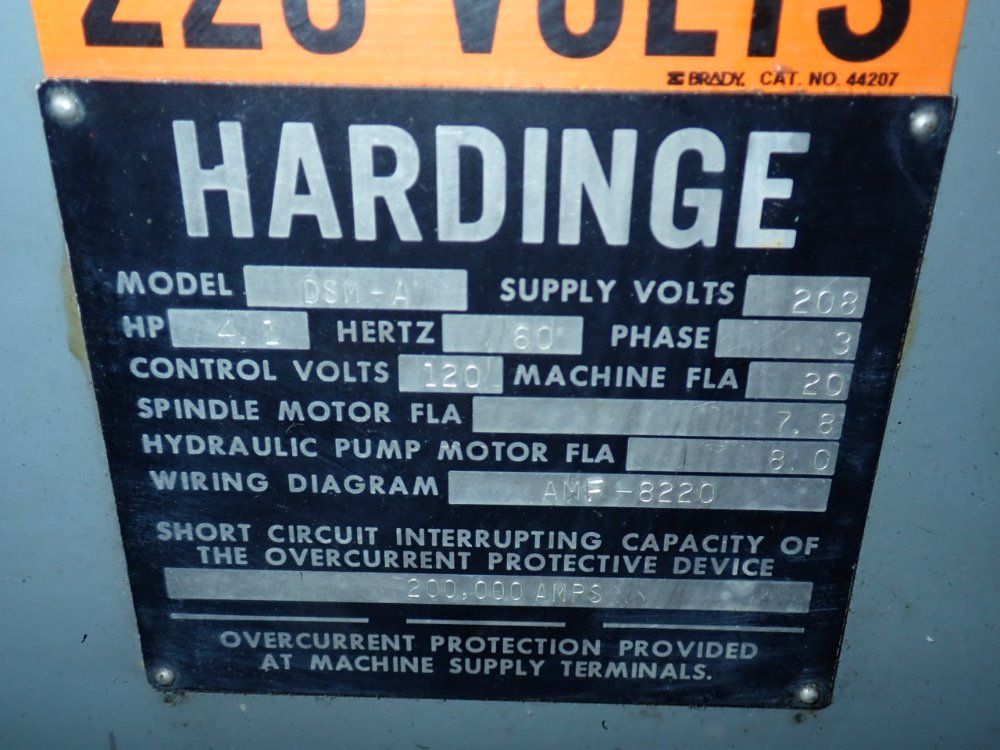 220 VOLTS
BRADY. CAT. NO. 44207
HARDINGE
MODEL DSM-A SUPPLY VOLTS 208
HP 4.1 HERTZ 60 PHASE 3
CONTROL VOLTS 120 MACHINE FLA 20
SPINDLE MOTOR FLA 7.8
HYDRAULIC PUMP MOTOR FLA 8.0
WIRING DIAGRAM AMF-8220
SHORT CIRCUIT INTERRUPTING CAPACITY OF
THE OVERCURRENT PROTECTIVE DEVICE
200,000 AMPS
OVERCURRENT PROTECTION PROVIDED
AT MACHINE SUPPLY TERMINALS.